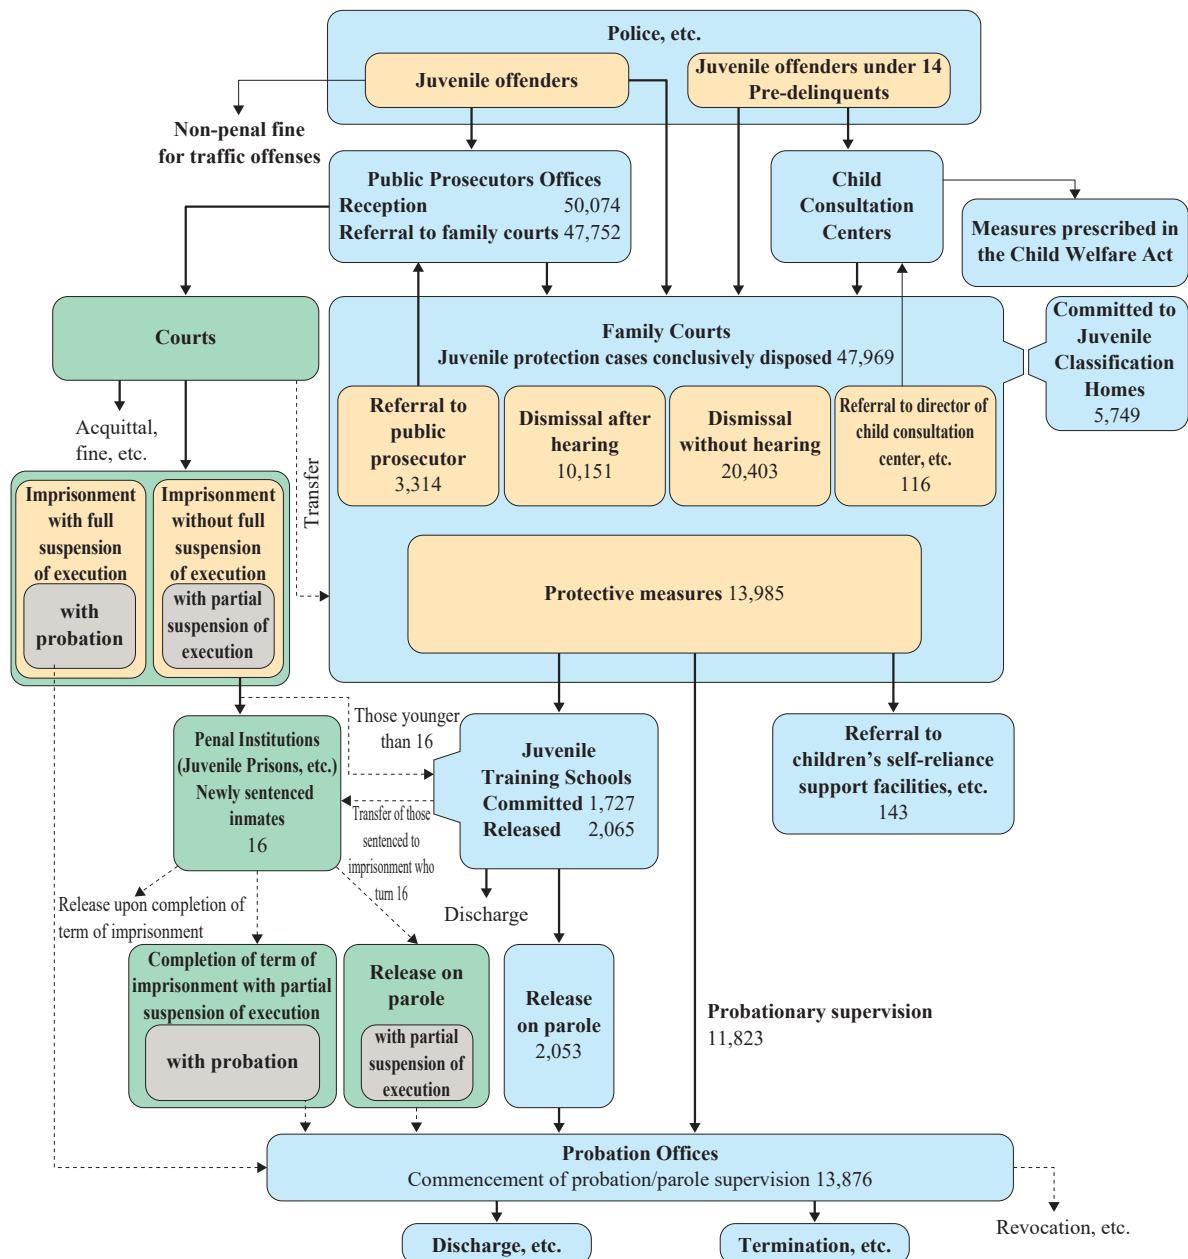 Police, etc.
Juvenile offenders
Juvenile offenders under 14
Pre-delinquents
Non-penal fine
for traffic offenses
Public Prosecutors Offices
Reception 50,074
Referral to family courts 47,752
Child
Consultation
Centers
Measures prescribed in
the Child Welfare Act
Courts
Family Courts
Juvenile protection cases conclusively disposed 47,969
Committed to
Juvenile
Classification
Homes
5,749
Referral to
public
prosecutor
3,314
Dismissal after
hearing
10,151
Dismissal
without hearing
20,403
Referral to director of
child consultation
center, etc.
116
Acquittal,
fine, etc.
Transfer
Imprisonment
with full
suspension
of execution
with
probation
Imprisonment
without full
suspension
of execution
with partial
suspension of
execution
Protective measures 13,985
Those younger
than 16
Penal Institutions
(Juvenile Prisons, etc.)
Newly sentenced
inmates
16
Transfer of those
sentenced to
imprisonment who
turn 16
Juvenile
Training Schools
Committed 1,727
Released 2,065
Referral to
children's self-reliance
support facilities, etc.
143
Release upon completion of
term of imprisonment
Discharge
Completion of term of
imprisonment with partial
suspension of execution
with probation
Release on
parole
with partial
suspension of
execution
Release
on parole
2,053
Probationary supervision
11,823
Probation Offices
Commencement of probation/parole supervision 13,876
Revocation, etc.
Discharge, etc.
Termination, etc.